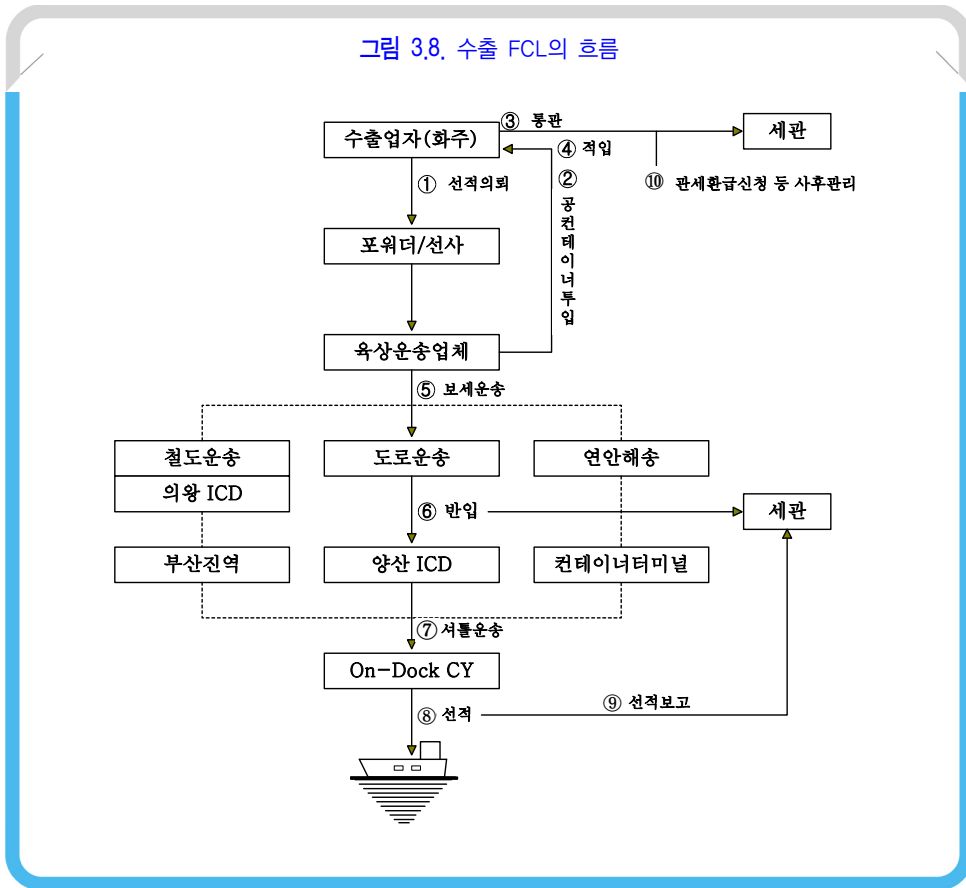 그림 3.8. 수출 FCL의 흐름
수출업자(화주)
③ 통관
세관
④ 적입
① 선적의뢰
② 공컨테이너투입
⑩ 관세환급신청 등 사후관리
포워더/선사
육상운송업체
⑤ 보세운송
철도운송
도로운송
연안해송
의왕 ICD
⑥ 반입
세관
부산진역
양산 ICD
컨테이너터미널
⑦ 셔틀운송
On-Dock CY
⑧ 선적
⑨ 선적보고